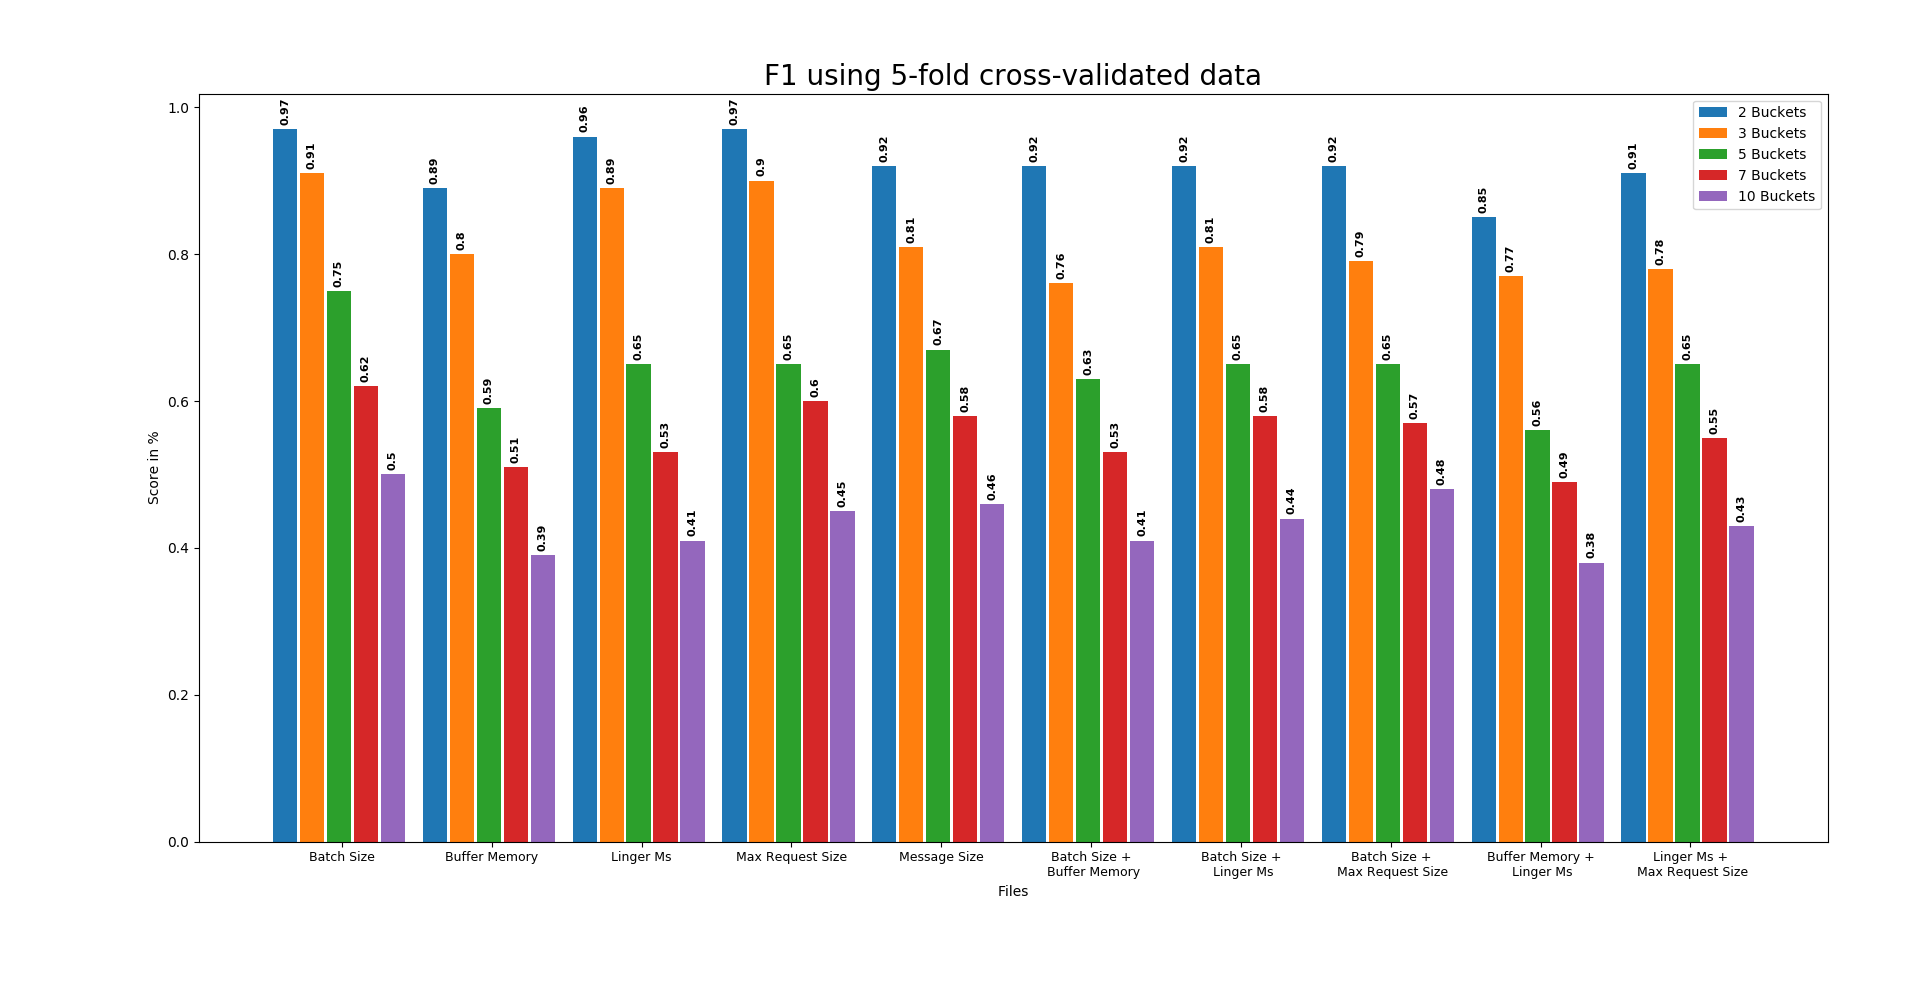 F1 using 5-fold cross-validated data
2 Buckets
3 Buckets
5 Buckets
7 Buckets
10 Buckets
Score in %
1.0
0.8
0.6
0.4
0.2
0.0
0.97
0.91
0.75
0.62
0.5
0.89
0.8
0.59
0.51
0.39
0.96
0.89
0.65
0.53
0.41
0.97
0.9
0.65
0.6
0.45
0.92
0.81
0.67
0.58
0.46
0.92
0.76
0.63
0.53
0.41
0.92
0.81
0.65
0.58
0.44
0.92
0.79
0.65
0.57
0.48
0.85
0.77
0.56
0.49
0.38
0.91
0.78
0.65
0.55
0.43
Batch Size
Buffer Memory
Linger Ms
Max Request Size
Message Size
Batch Size +
Buffer Memory
Batch Size +
Linger Ms
Batch Size +
Max Request Size
Buffer Memory +
Linger Ms
Linger Ms +
Max Request Size
Files